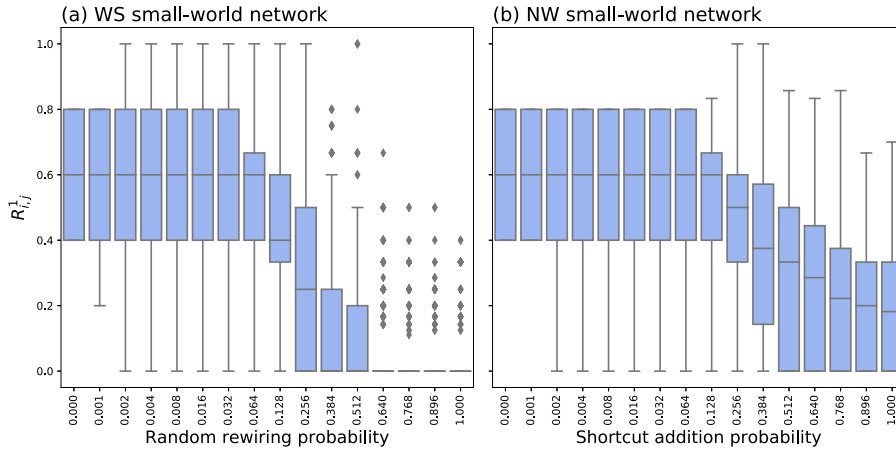 (a) WS small-world network
(b) NW small-world network
1.0
0.8
0.6
0.4
0.2
0.0
R¹ᵢ,ⱼ
0.000 0.001 0.002 0.004 0.008 0.016 0.032 0.064 0.128 0.256 0.384 0.512 0.640 0.768 0.896 1.000
0.000 0.001 0.002 0.004 0.008 0.016 0.032 0.064 0.128 0.256 0.384 0.512 0.640 0.768 0.896 1.000
Random rewiring probability
Shortcut addition probability